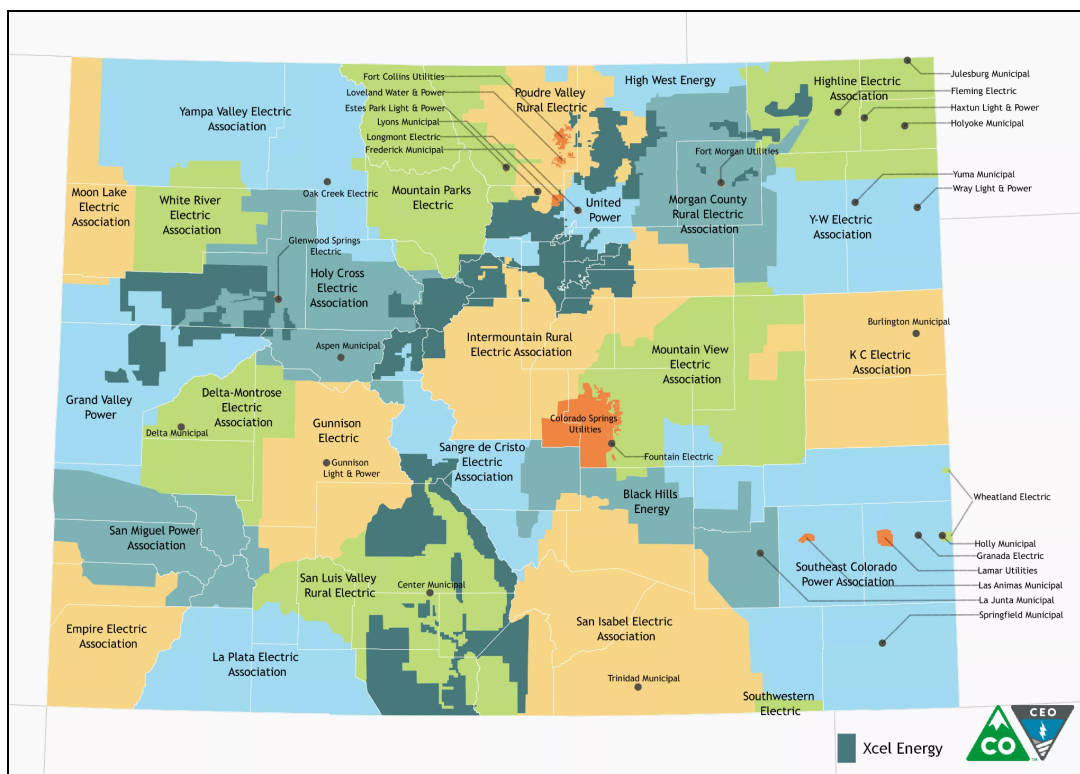 Fort Collins Utilities
Loveland Water & Power
Estes Park Light & Power
Lyons Municipal
Longmont Electric
Frederick Municipal
Poudre Valley
Rural Electric
High West Energy
Highline Electric
Association
Julesburg Municipal
Fleming Electric
Haxtun Light & Power
Holyoke Municipal
Yampa Valley Electric
Association
Fort Morgan Utilities
Moon Lake
Electric
Association
White River
Electric
Association
Oak Creek Electric
Mountain Parks
Electric
United
Power
Morgan County
Rural Electric
Association
Yuma Municipal
Wray Light & Power
Y-W Electric
Association
Glenwood Springs
Electric
Holy Cross
Electric
Association
Aspen Municipal
Intermountain Rural
Electric Association
Mountain View
Electric
Association
Burlington Municipal
K C Electric
Association
Grand Valley
Power
Delta-Montrose
Electric
Association
Delta Municipal
Gunnison
Electric
Gunnison
Light & Power
Colorado Springs
Utilities
Fountain Electric
Sangre de Cristo
Electric
Association
Black Hills
Energy
Wheatland Electric
San Miguel Power
Association
Southeast Colorado
Power Association
Holly Municipal
Granada Electric
Lamar Utilities
Las Animas Municipal
La Junta Municipal
Springfield Municipal
San Luis Valley
Rural Electric
Center Municipal
San Isabel Electric
Association
Empire Electric
Association
La Plata Electric
Association
Trinidad Municipal
Southwestern
Electric
Xcel Energy
CO
CEO